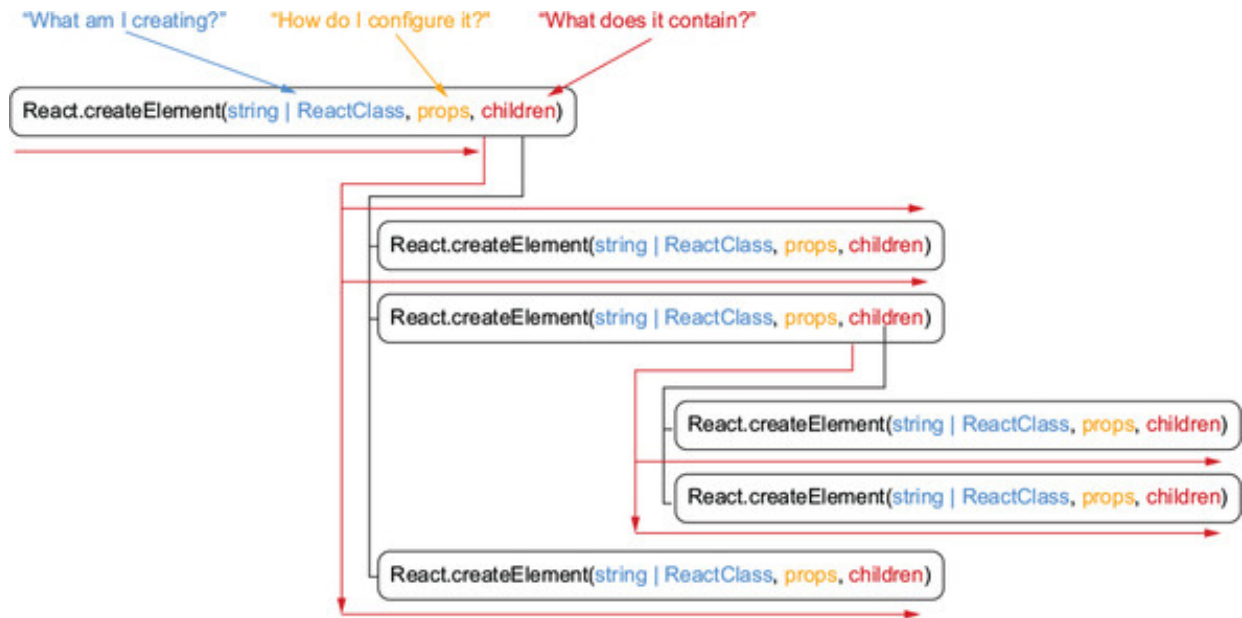 “What am I creating?” “How do I configure it?” “What does it contain?”
React.createElement(string | ReactClass, props, children)
React.createElement(string | ReactClass, props, children)
React.createElement(string | ReactClass, props, children)
React.createElement(string | ReactClass, props, children)
React.createElement(string | ReactClass, props, children)
React.createElement(string | ReactClass, props, children)